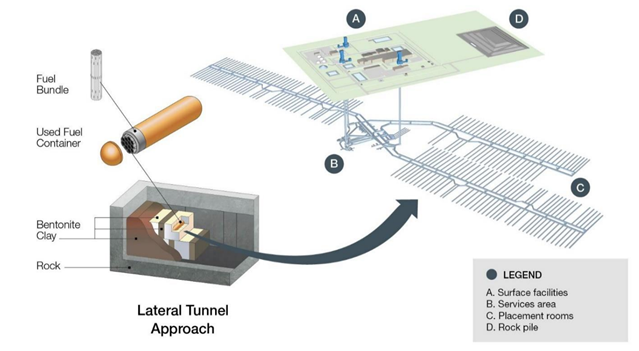 A
D
Fuel
Bundle
Used Fuel
Container
B
C
Bentonite
Clay
Rock
Lateral Tunnel
Approach
LEGEND
A. Surface facilities
B. Services area
C. Placement rooms
D. Rock pile